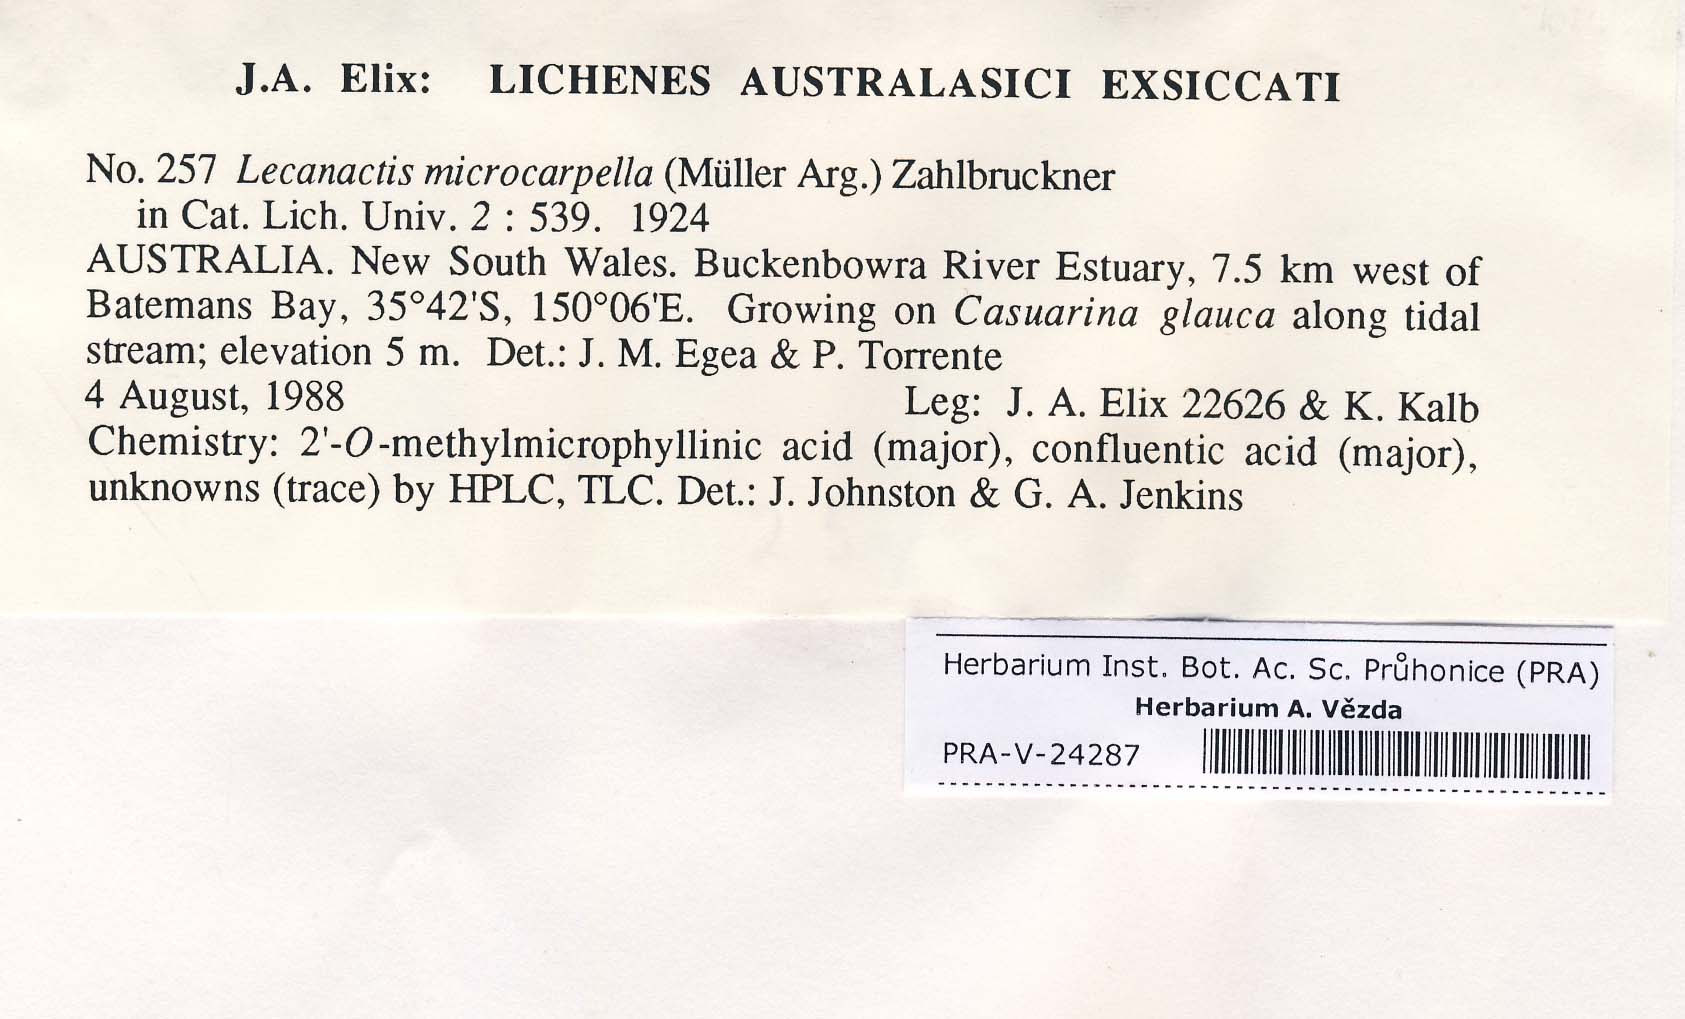 J.A. Elix: LICHENES AUSTRALASICI EXSICCATI
No. 257 Lecanactis microcarpella (Müller Arg.) Zahlbruckner
in Cat. Lich. Univ. 2 : 539. 1924
AUSTRALIA. New South Wales. Buckenbowra River Estuary, 7.5 km west of
Batemans Bay, 35°42'S, 150°06'E. Growing on Casuarina glauca along tidal
stream; elevation 5 m. Det.: J. M. Egea & P. Torrente
4 August, 1988 Leg: J. A. Elix 22626 & K. Kalb
Chemistry: 2'-O-methylmicrophyllinic acid (major), confluentic acid (major),
unknowns (trace) by HPLC, TLC. Det.: J. Johnston & G. A. Jenkins
Herbarium Inst. Bot. Ac. Sc. Průhonice (PRA)
Herbarium A. Vězda
PRA-V-24287